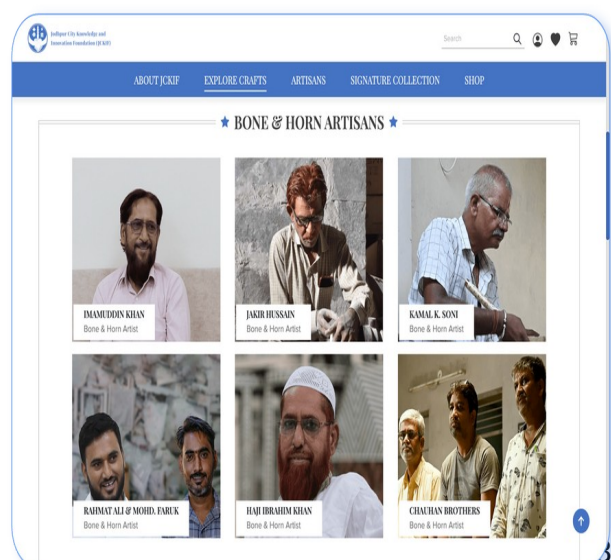 Jodhpur City Knowledge and
Innovation Foundation (JCKIF)
Search
ABOUT JCKIF EXPLORE CRAFTS ARTISANS SIGNATURE COLLECTION SHOP
BONE & HORN ARTISANS
IMAMUDDIN KHAN
Bone & Horn Artist
JAKIR HUSSAIN
Bone & Horn Artist
KAMAL K. SONI
Bone & Horn Artist
RAHMAT ALI & MOHD. FARUK
Bone & Horn Artist
HAJI IBRAHIM KHAN
Bone & Horn Artist
CHAUHAN BROTHERS
Bone & Horn Artist